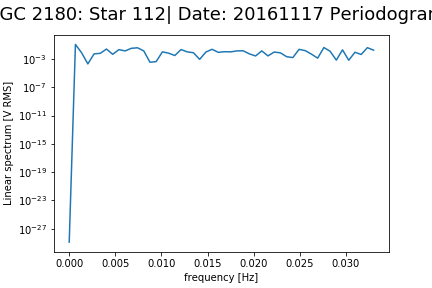 GC 2180: Star 112| Date: 20161117 Periodogra
Linear spectrum [V RMS]
10^-3
10^-7
10^-11
10^-15
10^-19
10^-23
10^-27
0.000 0.005 0.010 0.015 0.020 0.025 0.030
frequency [Hz]